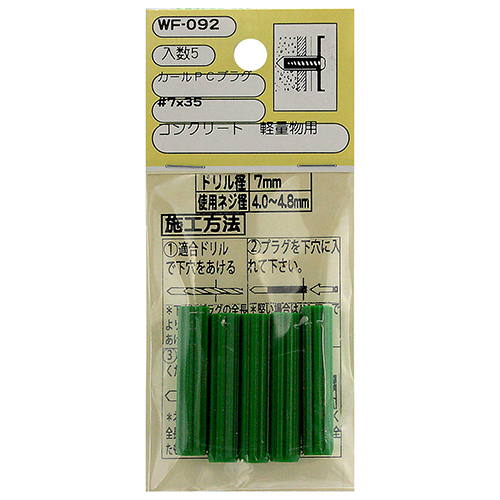 WF-092
入数5
カールPCプラグ
#7×35
コンクリート 軽量物用
ドリル径 7mm
使用ネジ径 4.0～4.8mm
施工方法
①適合ドリル
で下穴をあける
②プラグを下穴に入
れて下さい。